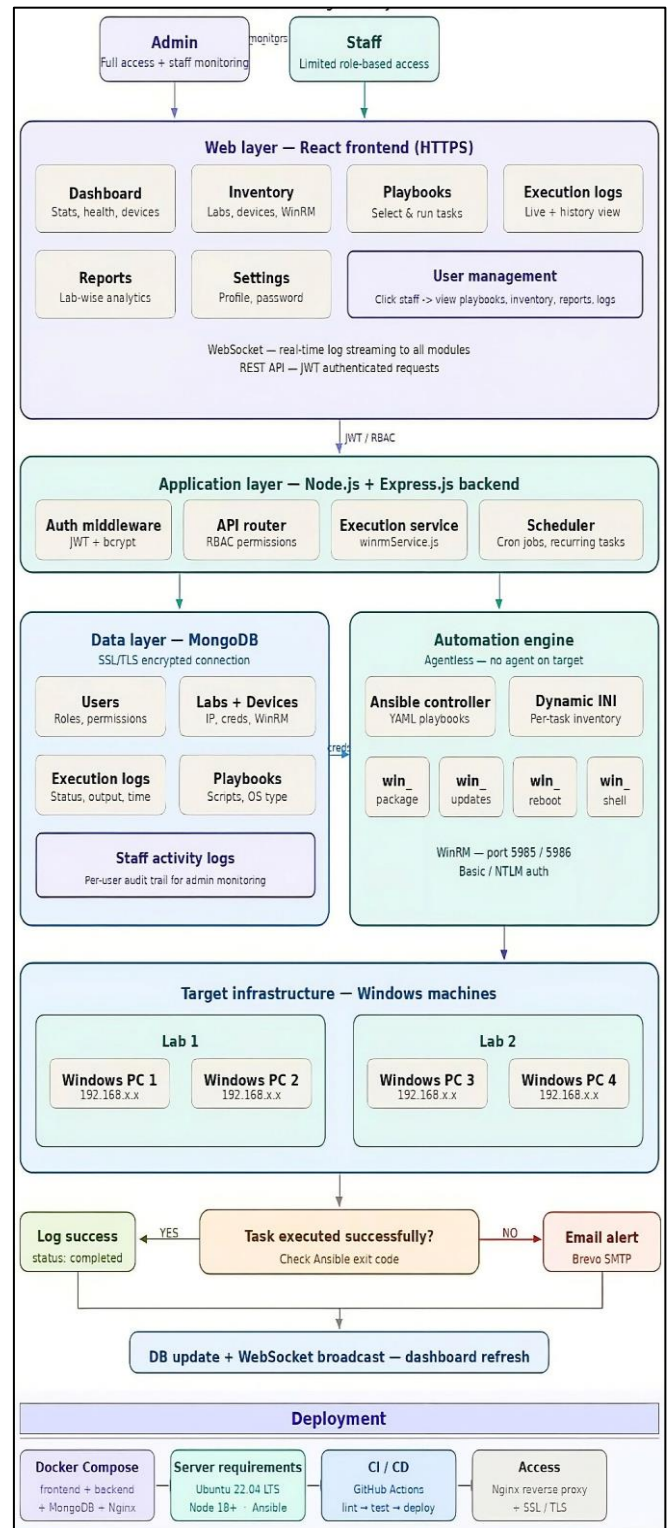 Admin
Full access + staff monitoring
monitors
Staff
Limited role-based access
Web layer — React frontend (HTTPS)
Dashboard
Stats, health, devices
Inventory
Labs, devices, WinRM
Playbooks
Select & run tasks
Execution logs
Live + history view
Reports
Lab-wise analytics
Settings
Profile, password
User management
Click staff -> view playbooks, inventory, reports, logs
WebSocket — real-time log streaming to all modules
REST API — JWT authenticated requests
JWT / RBAC
Application layer — Node.js + Express.js backend
Auth middleware
JWT + bcrypt
API router
RBAC permissions
Execution service
winrmService.js
Scheduler
Cron jobs, recurring tasks
Data layer — MongoDB
SSL/TLS encrypted connection
Users
Roles, permissions
Labs + Devices
IP, creds, WinRM
Execution logs
Status, output, time
Playbooks
Scripts, OS type
Staff activity logs
Per-user audit trail for admin monitoring
creds
Automation engine
Agentless — no agent on target
Ansible controller
YAML playbooks
Dynamic INI
Per-task inventory
win_
package
win_
updates
win_
reboot
win_
shell
WinRM — port 5985 / 5986
Basic / NTLM auth
Target infrastructure — Windows machines
Lab 1
Windows PC 1
192.168.x.x
Windows PC 2
192.168.x.x
Lab 2
Windows PC 3
192.168.x.x
Windows PC 4
192.168.x.x
Log success
status: completed
YES
Task executed successfully?
Check Ansible exit code
NO
Email alert
Brevo SMTP
DB update + WebSocket broadcast — dashboard refresh
Deployment
Docker Compose
frontend + backend
+ MongoDB + Nginx
Server requirements
Ubuntu 22.04 LTS
Node 18+ · Ansible
CI / CD
GitHub Actions
lint → test → deploy
Access
Nginx reverse proxy
+ SSL / TLS